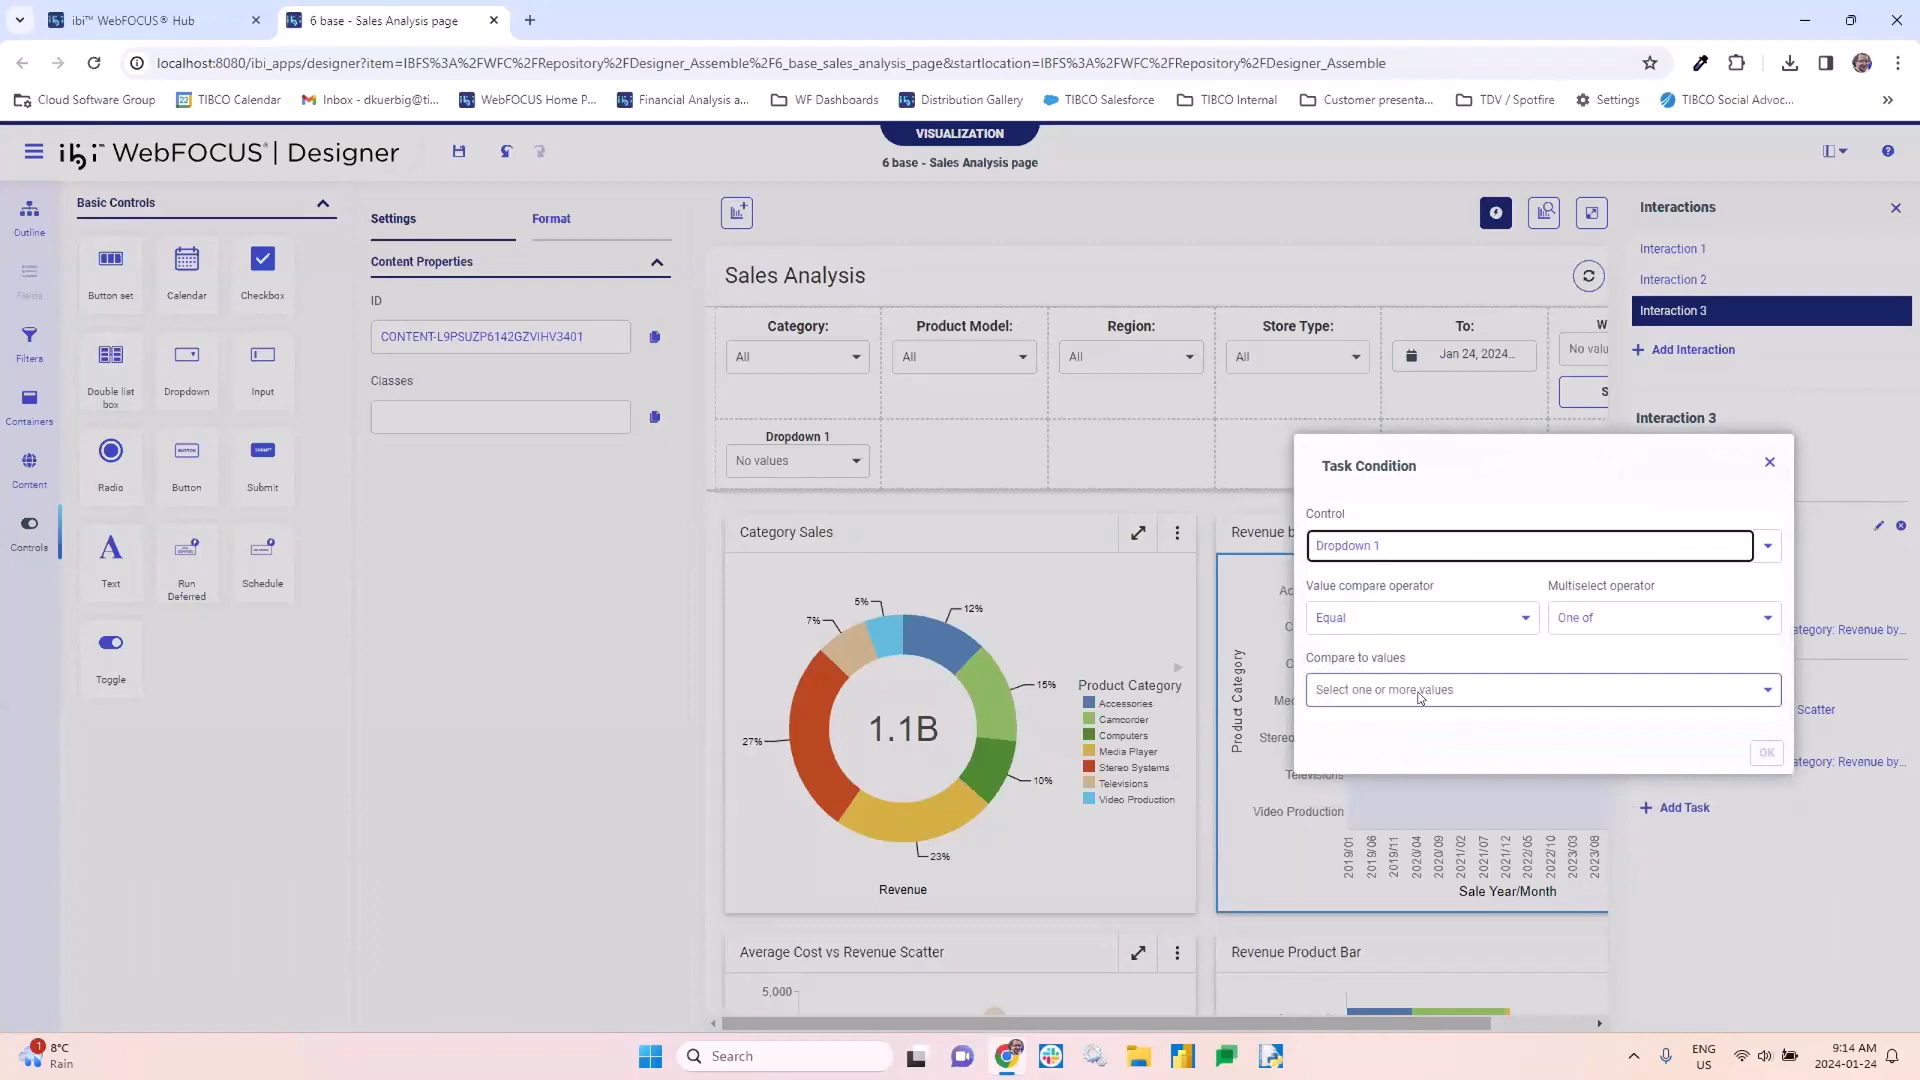 ibi™ WebFOCUS® Hub
6 base - Sales Analysis page
localhost:8080/ibi_apps/designer?item=IBFS%3A%2FWFC%2FRepository%2FDesigner_Assemble%2F6_base_sales_analysis_page&startlocation=IBFS%3A%2FWFC%2FRepository%2FDesigner_Assemble
Cloud Software Group
TIBCO Calendar
Inbox - dkuerbig@ti...
WebFOCUS Home P...
Financial Analysis a...
WF Dashboards
Distribution Gallery
TIBCO Salesforce
TIBCO Internal
Customer presenta...
TDV / Spotfire
Settings
TIBCO Social Advoc...
VISUALIZATION
ibi™ WebFOCUS® | Designer
6 base - Sales Analysis page
Outline
Fields
Filters
Containers
Content
Controls
Basic Controls
Button set
Calendar
Checkbox
Double list
box
Dropdown
Input
Radio
Button
Submit
Text
Run
Deferred
Schedule
Toggle
Settings
Format
Content Properties
ID
CONTENT-L9PSUZP6142GZVIHV3401
Classes
Sales Analysis
Category:
Product Model:
Region:
Store Type:
To:
W
All
All
All
All
Jan 24, 2024...
No valu
S
Dropdown 1
No values
Category Sales
5%
12%
7%
15%
27%
10%
23%
1.1B
Revenue
Product Category
Accessories
Camcorder
Computers
Media Player
Stereo Systems
Televisions
Video Production
Revenue b
Product Category
Ac
C
C
Me
Stereo
Televisions
Video Production
2019/01
2019/06
2019/11
2020/04
2020/09
2021/02
2021/07
2021/12
2022/05
2022/10
2023/03
2023/08
Sale Year/Month
Average Cost vs Revenue Scatter
5,000
Revenue Product Bar
Interactions
Interaction 1
Interaction 2
Interaction 3
Add Interaction
Interaction 3
ategory: Revenue by...
Scatter
ategory: Revenue by...
Add Task
Task Condition
Control
Dropdown 1
Value compare operator
Multiselect operator
Equal
One of
Compare to values
Select one or more values
OK
1
8°C
Rain
Search
ENG
US
9:14 AM
2024-01-24